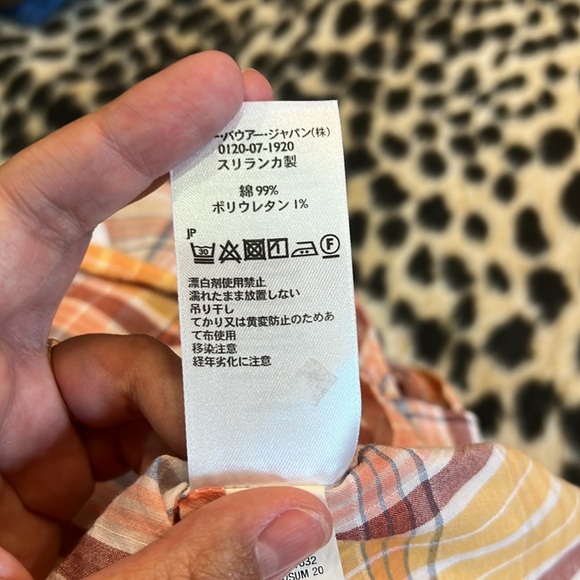 ・バウアー・ジャパン(株)
0120-07-1920
スリランカ製
綿 99%
ポリウレタン 1%
JP
30
F
漂白剤使用禁止
濡れたまま放置しない
吊り干し
てかり又は黄変防止のためあ
て布使用
移染注意
経年劣化に注意
/SUM 20